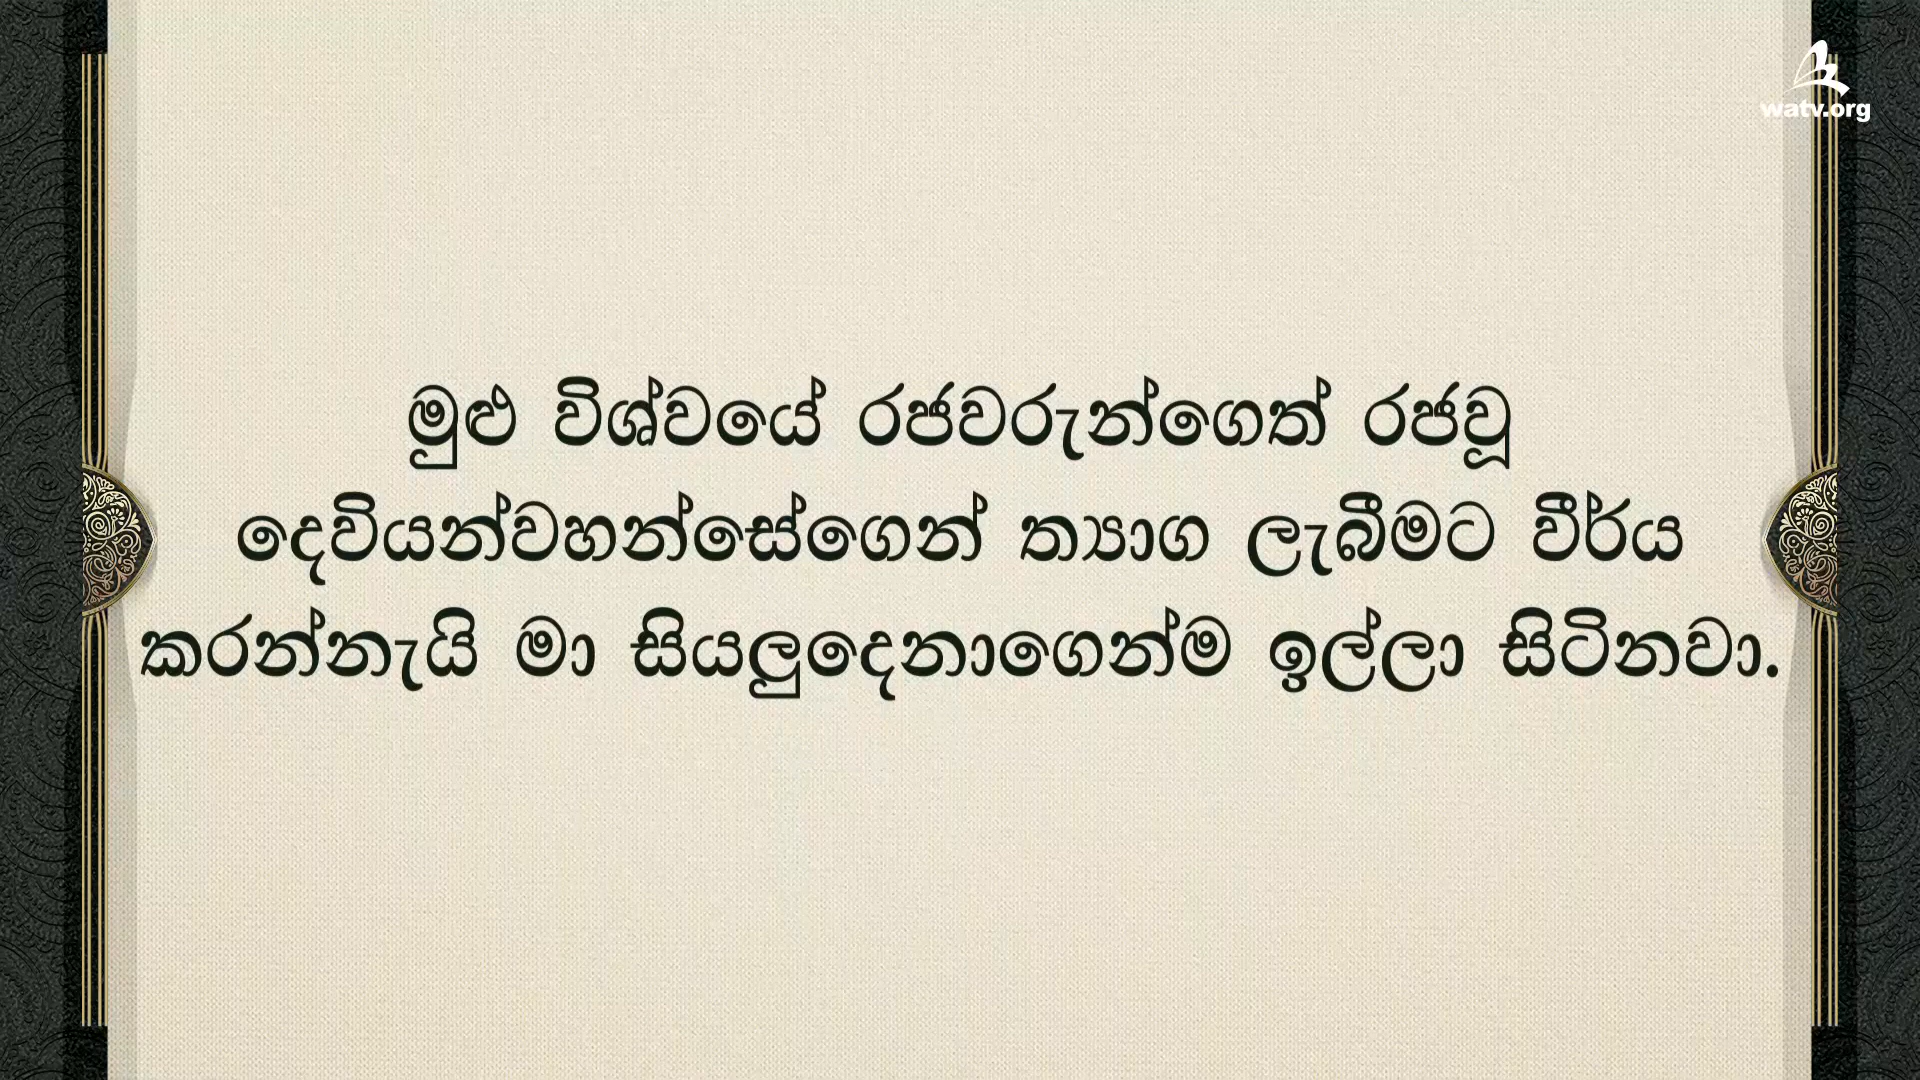 watv.org
මුළු විශ්වයේ රජවරුන්ගෙත් රජවූ
දෙවියන්වහන්සේගෙන් ත්‍යාග ලැබීමට වීර්ය
කරන්නැයි මා සියලුදෙනාගෙන්ම ඉල්ලා සිටිනවා.